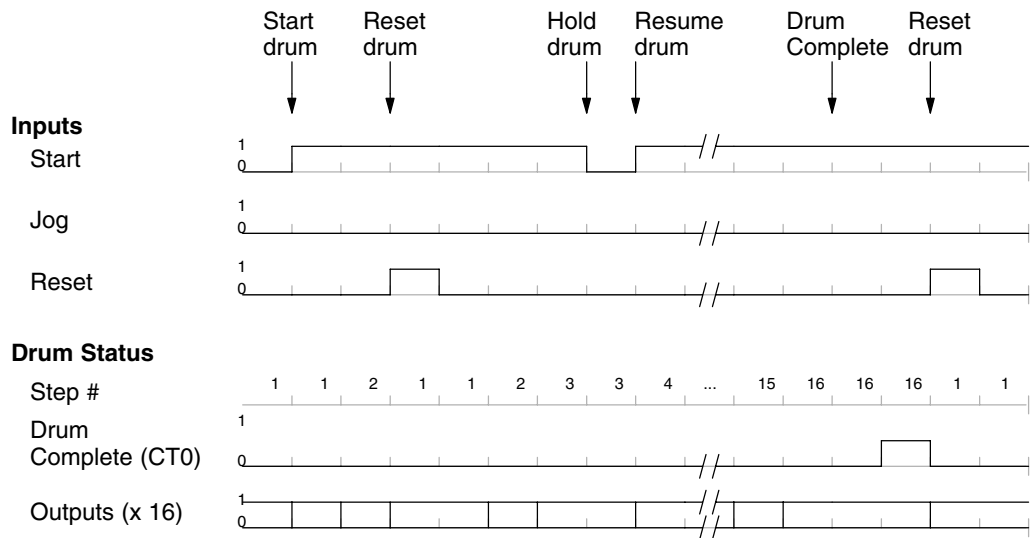 Start drum
Reset drum
Hold drum
Resume drum
Drum Complete
Reset drum
Inputs
Start
1
0
Jog
1
0
Reset
1
0
Drum Status
Step #
1 1 2 1 1 2 3 3 4 ... 15 16 16 16 1 1
Drum
Complete (CT0)
1
0
Outputs (x 16)
1
0